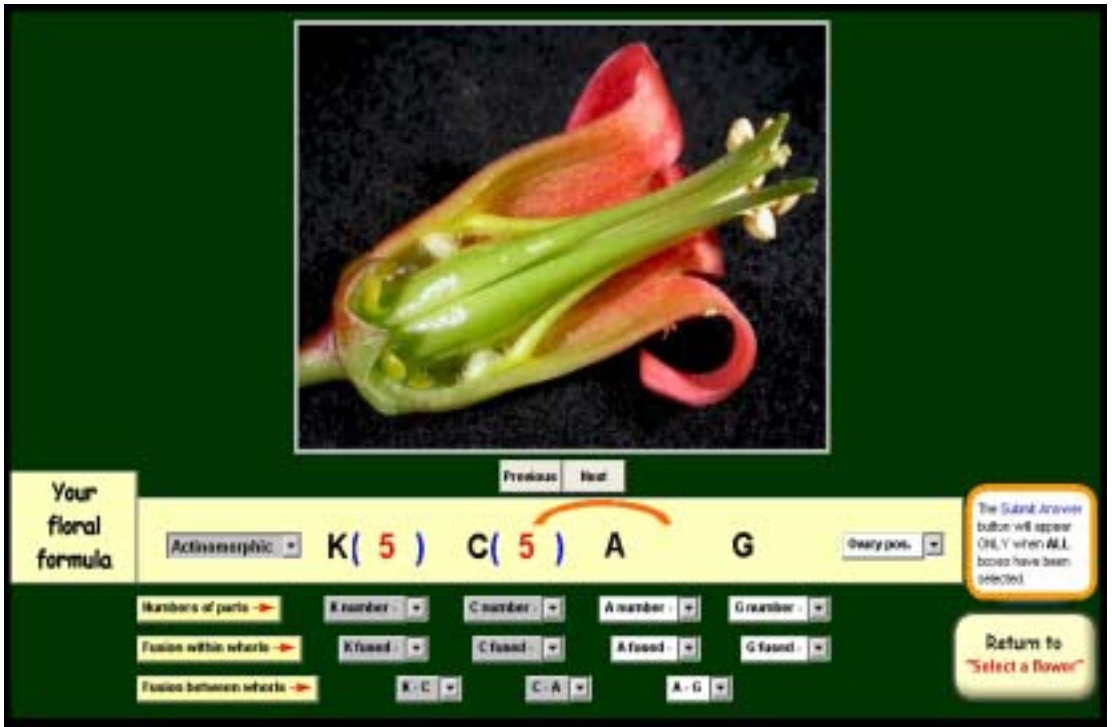 Previous Next
Your
floral
formula
Actinomorphic K( 5 ) C( 5 ) A G Ovary pos.
The Submit Answer
button will appear
ONLY when ALL
boxes have been
selected.
Numbers of parts K number - C number - A number - G number -
Fusion within whorls K fused - C fused - A fused - G fused -
Fusion between whorls K - C C - A A - G
Return to
"Select a flower"